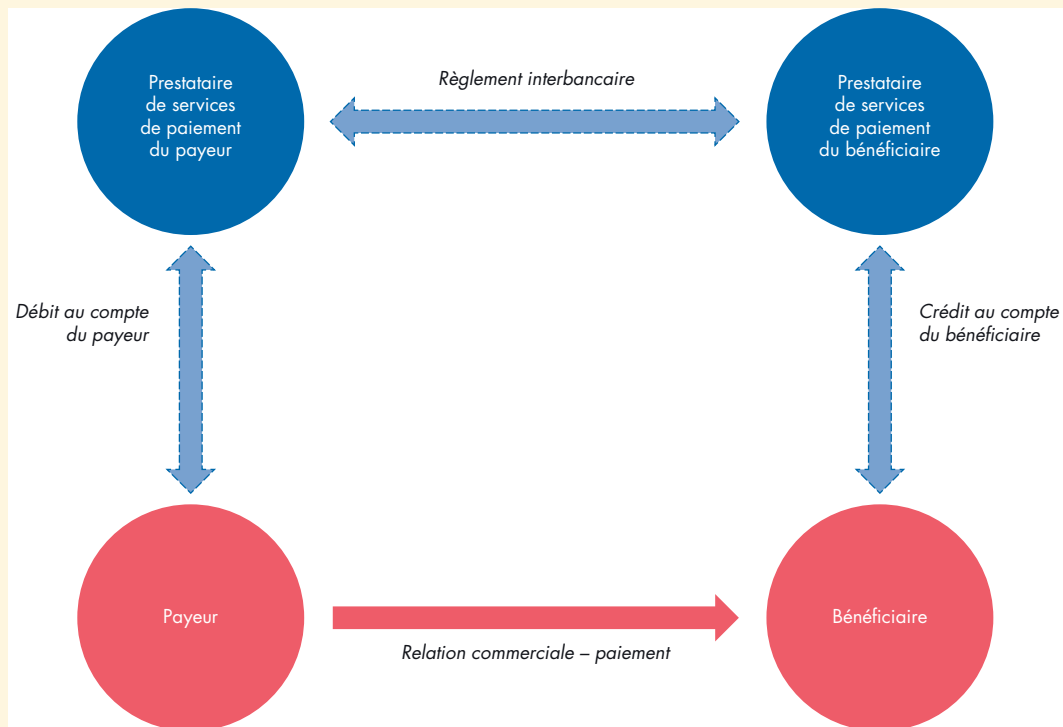 Prestataire
de services
de paiement
du payeur
Règlement interbancaire
Prestataire
de services
de paiement
du bénéficiaire
Débit au compte
du payeur
Crédit au compte
du bénéficiaire
Payeur
Relation commerciale – paiement
Bénéficiaire